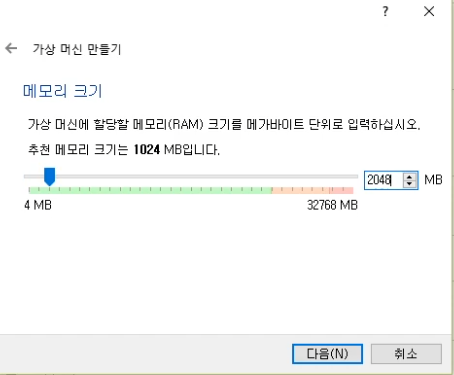 ?
가상 머신 만들기
메모리 크기
가상 머신에 할당할 메모리(RAM) 크기를 메가바이트 단위로 입력하십시오.
추천 메모리 크기는 1024 MB입니다.
2048 MB
4 MB 32768 MB
다음(N) 취소